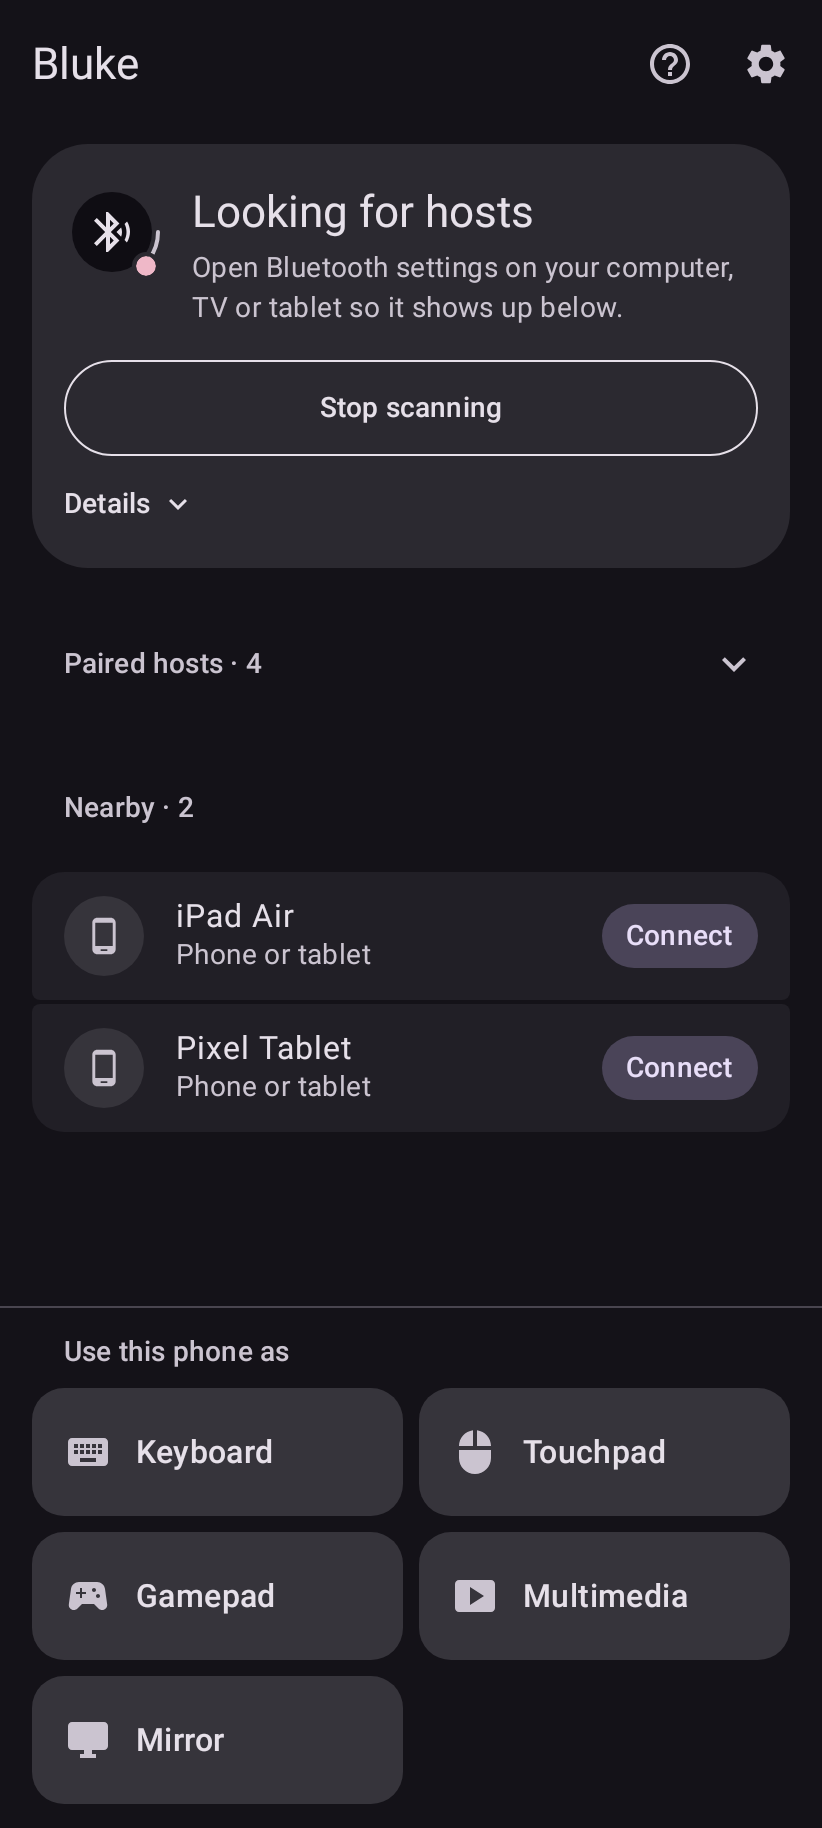 Bluke
Looking for hosts
Open Bluetooth settings on your computer,
TV or tablet so it shows up below.
Stop scanning
Details
Paired hosts · 4
Nearby · 2
iPad Air
Phone or tablet
Connect
Pixel Tablet
Phone or tablet
Connect
Use this phone as
Keyboard
Touchpad
Gamepad
Multimedia
Mirror